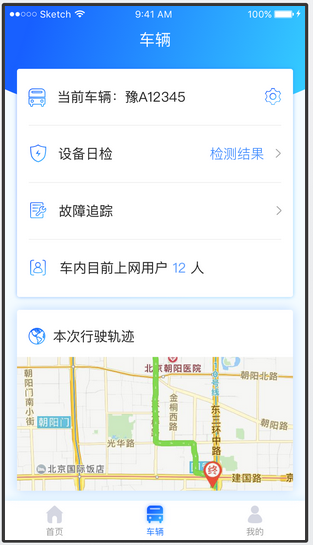 Sketch 9:41 AM 100%
车辆
当前车辆：豫A12345
设备日检 检测结果
故障追踪
车内目前上网用户 12 人
本次行驶轨迹
北京朝阳医院
朝阳门南小街
朝阳北路
金桐西路
东三环中路
朝阳门
朝阳路
光华路
终
北京国际饭店
建国路
京
首页 车辆 我的